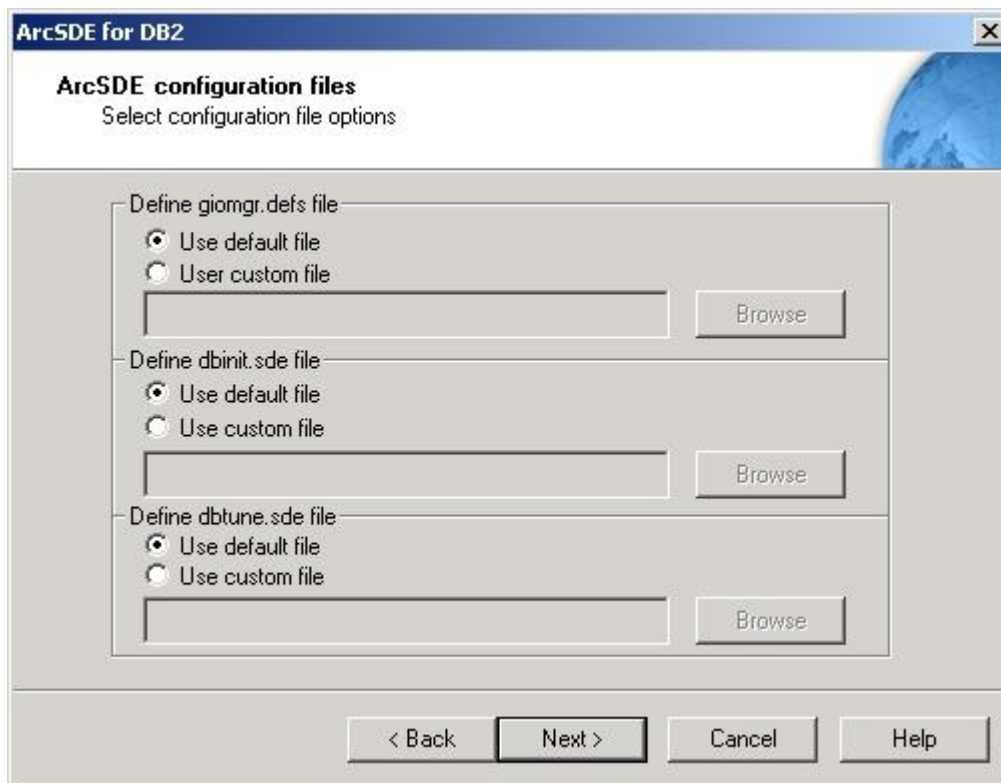 ArcSDE for DB2
ArcSDE configuration files
Select configuration file options
Define giomgr.defs file
Use default file
User custom file
Browse
Define dbinit.sde file
Use default file
Use custom file
Browse
Define dbtune.sde file
Use default file
Use custom file
Browse
< Back
Next >
Cancel
Help